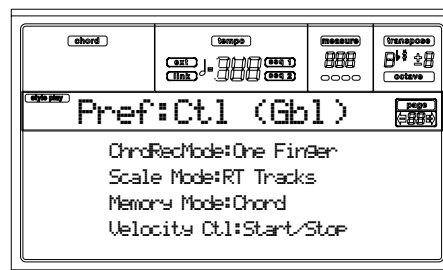 chord tempo measure transpose
ext seq 1
link seq 2
octave
style play
Pref:Ctl (Gbl)
page
ChrdRecMode:One Finger
Scale Mode:RT Tracks
Memory Mode:Chord
Velocity Ctl:Start/Stop